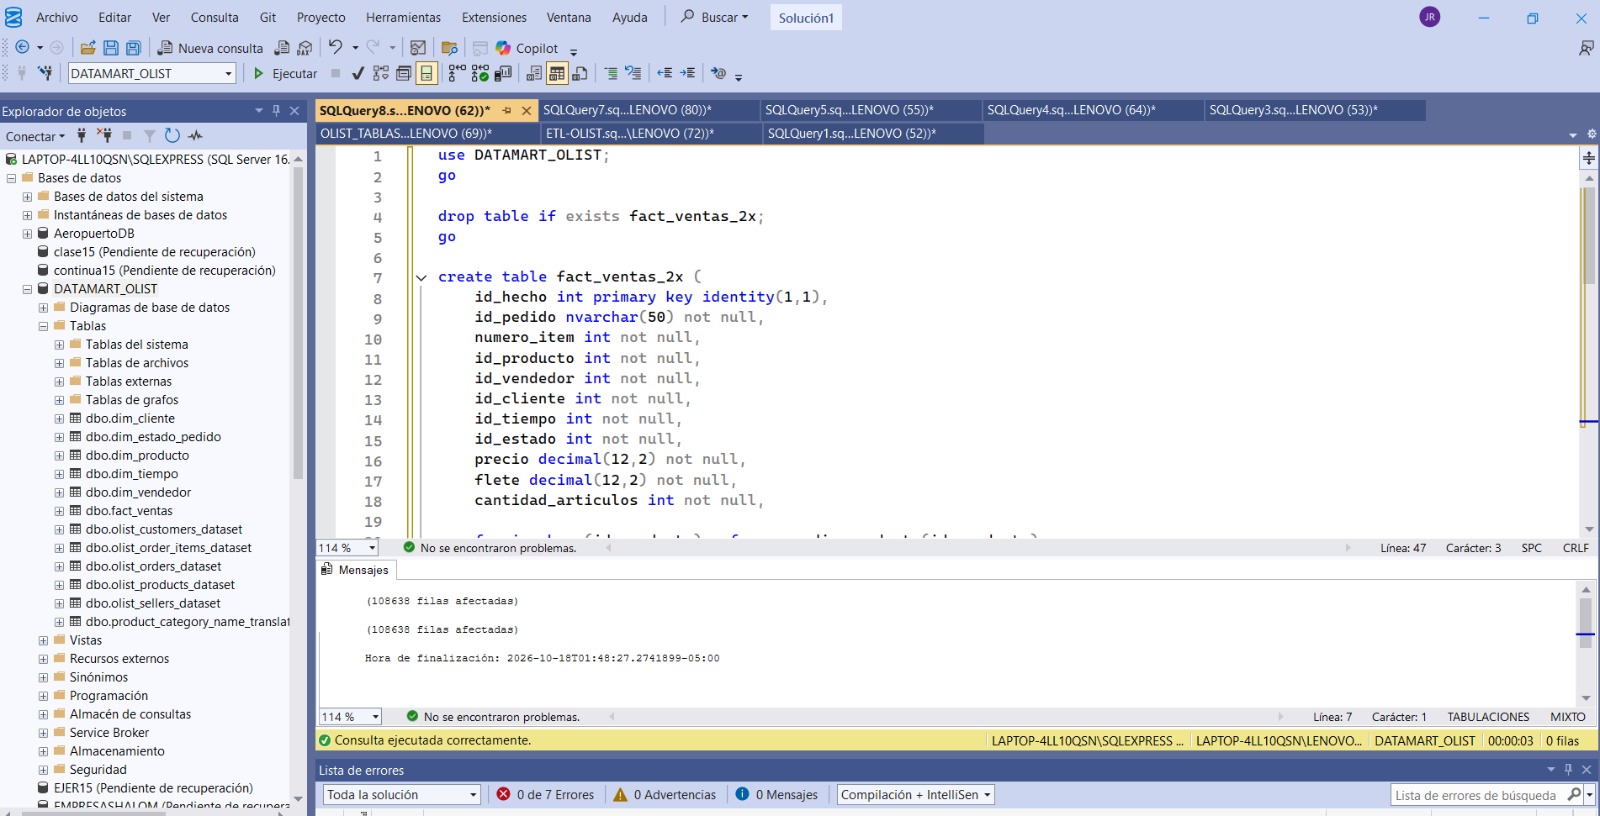 Archivo Editar Ver Consulta Git Proyecto Herramientas Extensiones Ventana Ayuda Buscar Solución1 JR
Nueva consulta DAX Copilot
DATAMART_OLIST Ejecutar
Explorador de objetos
Conectar
LAPTOP-4LL10QSN\SQLEXPRESS (SQL Server 16.
Bases de datos
Bases de datos del sistema
Instantáneas de bases de datos
AeropuertoDB
clase15 (Pendiente de recuperación)
continua15 (Pendiente de recuperación)
DATAMART_OLIST
Diagramas de base de datos
Tablas
Tablas del sistema
Tablas de archivos
Tablas externas
Tablas de grafos
dbo.dim_cliente
dbo.dim_estado_pedido
dbo.dim_producto
dbo.dim_tiempo
dbo.dim_vendedor
dbo.fact_ventas
dbo.olist_customers_dataset
dbo.olist_order_items_dataset
dbo.olist_orders_dataset
dbo.olist_products_dataset
dbo.olist_sellers_dataset
dbo.product_category_name_translat
Vistas
Recursos externos
Sinónimos
Programación
Almacén de consultas
Service Broker
Almacenamiento
Seguridad
EJER15 (Pendiente de recuperación)
EMPRESASHALOM (Pendiente de recupera
SQLQuery8.s...ENOVO (62))* SQLQuery7.sq...LENOVO (80))* SQLQuery5.sq...LENOVO (55))* SQLQuery4.sq...LENOVO (64))* SQLQuery3.sq...LENOVO (53))*
OLIST_TABLAS...LENOVO (69))* ETL-OLIST.sq...\LENOVO (72))* SQLQuery1.sq...LENOVO (52))*
1 use DATAMART_OLIST;
2 go
3
4 drop table if exists fact_ventas_2x;
5 go
6
7 create table fact_ventas_2x (
8 id_hecho int primary key identity(1,1),
9 id_pedido nvarchar(50) not null,
10 numero_item int not null,
11 id_producto int not null,
12 id_vendedor int not null,
13 id_cliente int not null,
14 id_tiempo int not null,
15 id_estado int not null,
16 precio decimal(12,2) not null,
17 flete decimal(12,2) not null,
18 cantidad_articulos int not null,
19
114 % No se encontraron problemas. Línea: 47 Carácter: 3 SPC CRLF
Mensajes
(108638 filas afectadas)
(108638 filas afectadas)
Hora de finalización: 2026-10-18T01:48:27.2741899-05:00
114 % No se encontraron problemas. Línea: 7 Carácter: 1 TABULACIONES MIXTO
Consulta ejecutada correctamente. LAPTOP-4LL10QSN\SQLEXPRESS ... LAPTOP-4LL10QSN\LENOVO... DATAMART_OLIST 00:00:03 0 filas
Lista de errores
Toda la solución 0 de 7 Errores 0 Advertencias 0 Mensajes Compilación + IntelliSen Lista de errores de búsqueda